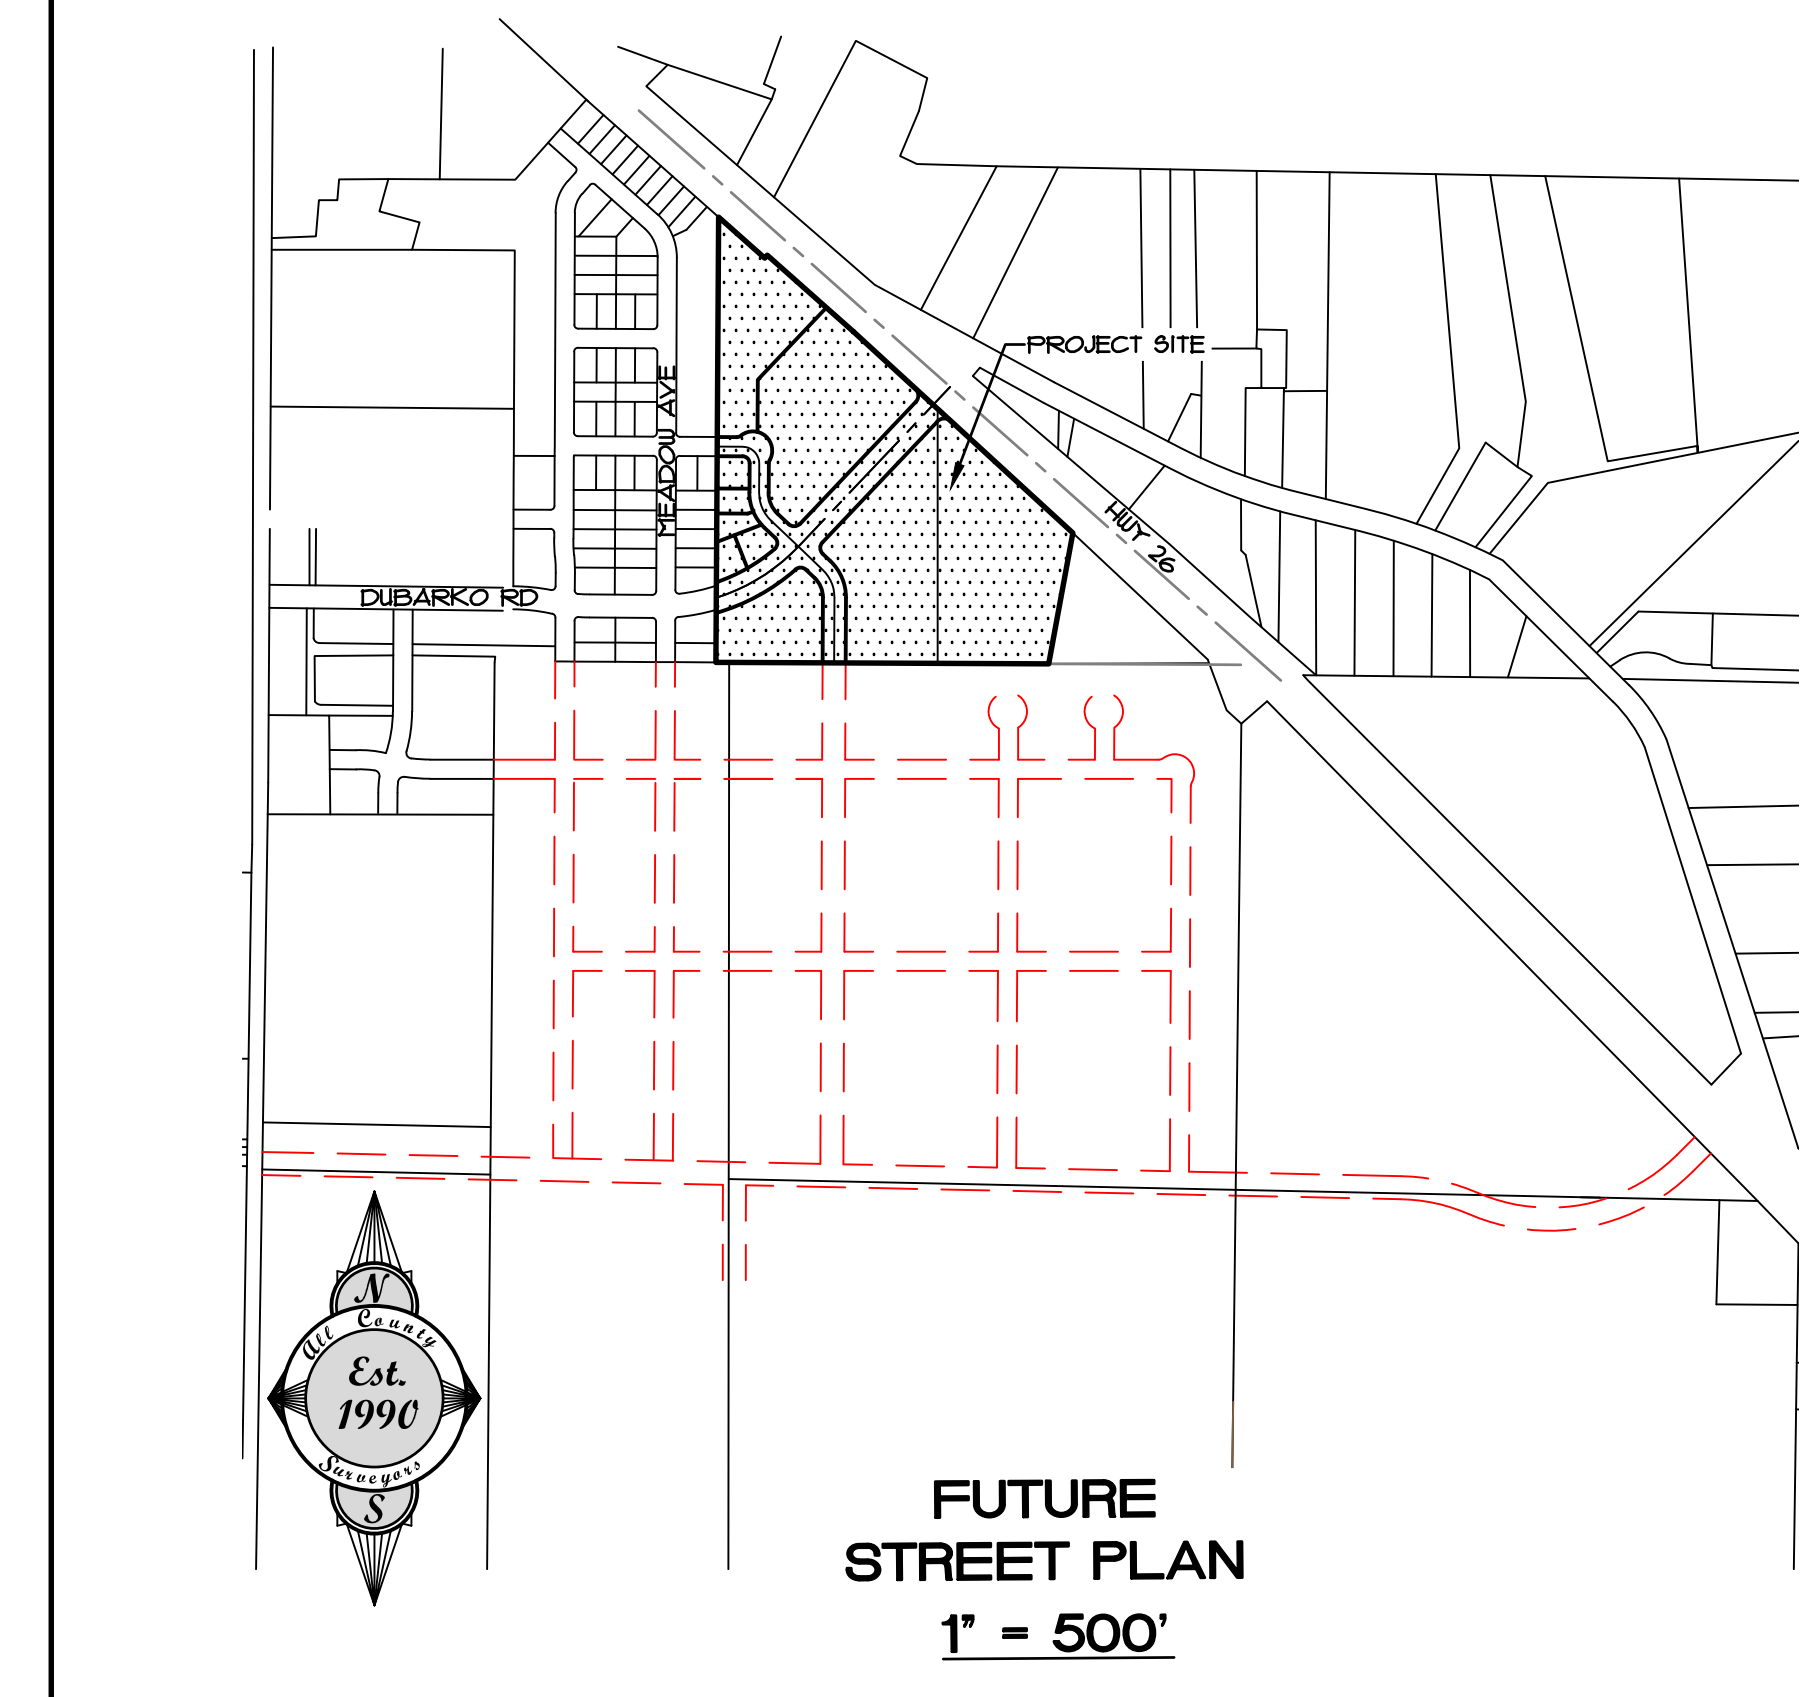 PROJECT SITE
MEADOW AVE
HWY 26
DUBARKO RD
N
All County
Est.
1990
Surveyors
S
FUTURE
STREET PLAN
1" = 500'